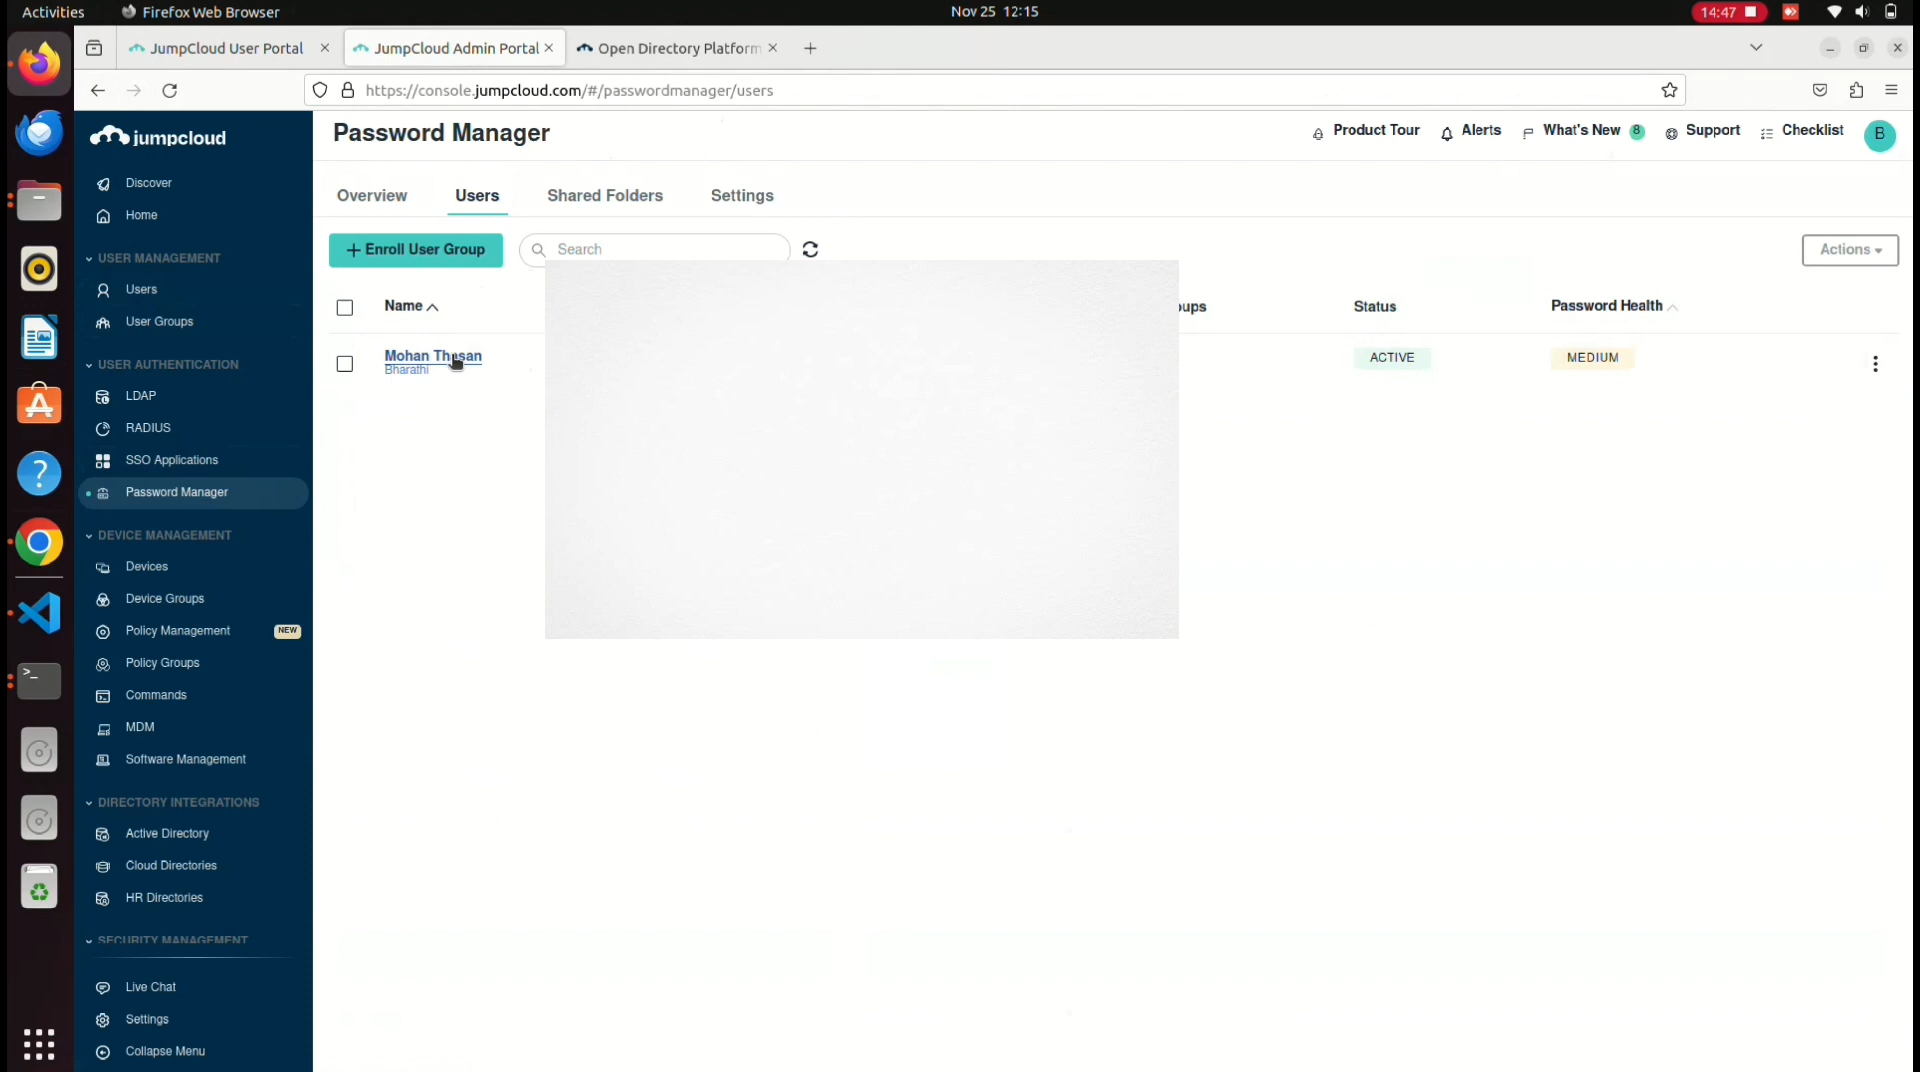 Activities Firefox Web Browser Nov 25 12:15 14:47
JumpCloud User Portal JumpCloud Admin Portal Open Directory Platform
https://console.jumpcloud.com/#/passwordmanager/users
jumpcloud
Password Manager
Product Tour Alerts What's New 8 Support Checklist B
Discover
Home
USER MANAGEMENT
Users
User Groups
USER AUTHENTICATION
LDAP
RADIUS
SSO Applications
Password Manager
DEVICE MANAGEMENT
Devices
Device Groups
Policy Management NEW
Policy Groups
Commands
MDM
Software Management
DIRECTORY INTEGRATIONS
Active Directory
Cloud Directories
HR Directories
SECURITY MANAGEMENT
Live Chat
Settings
Collapse Menu
Overview Users Shared Folders Settings
+ Enroll User Group Search Actions
Name oups Status Password Health
Mohan ACTIVE MEDIUM
Bharathi